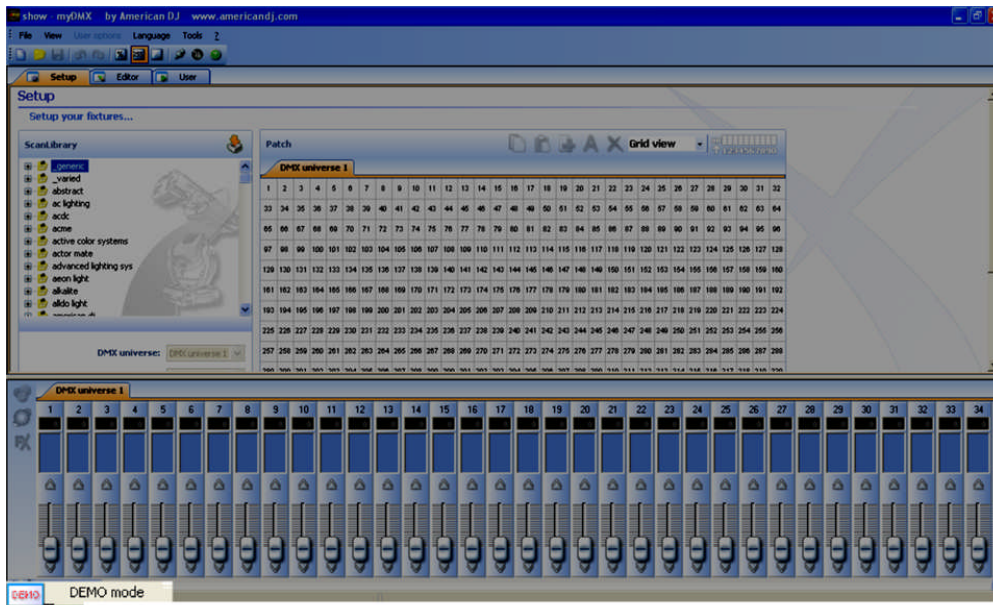 show - myDMX by American DJ www.americandj.com
File View User options Language Tools ?
Setup Editor User
Setup
Setup your fixtures...
ScanLibrary
_generic
_varied
abstract
ac lighting
acdc
acme
active color systems
actor mate
advanced lighting sys
aeon light
alkalite
alldo light
american dj
DMX universe: DMX universe 1
Patch
Grid view
1 2 3 4 5 6 7 8 9 0
DMX universe 1
1 2 3 4 5 6 7 8 9 10 11 12 13 14 15 16 17 18 19 20 21 22 23 24 25 26 27 28 29 30 31 32
33 34 35 36 37 38 39 40 41 42 43 44 45 46 47 48 49 50 51 52 53 54 55 56 57 58 59 60 61 62 63 64
65 66 67 68 69 70 71 72 73 74 75 76 77 78 79 80 81 82 83 84 85 86 87 88 89 90 91 92 93 94 95 96
97 98 99 100 101 102 103 104 105 106 107 108 109 110 111 112 113 114 115 116 117 118 119 120 121 122 123 124 125 126 127 128
129 130 131 132 133 134 135 136 137 138 139 140 141 142 143 144 145 146 147 148 149 150 151 152 153 154 155 156 157 158 159 160
161 162 163 164 165 166 167 168 169 170 171 172 173 174 175 176 177 178 179 180 181 182 183 184 185 186 187 188 189 190 191 192
193 194 195 196 197 198 199 200 201 202 203 204 205 206 207 208 209 210 211 212 213 214 215 216 217 218 219 220 221 222 223 224
225 226 227 228 229 230 231 232 233 234 235 236 237 238 239 240 241 242 243 244 245 246 247 248 249 250 251 252 253 254 255 256
257 258 259 260 261 262 263 264 265 266 267 268 269 270 271 272 273 274 275 276 277 278 279 280 281 282 283 284 285 286 287 288
DMX universe 1
1 2 3 4 5 6 7 8 9 10 11 12 13 14 15 16 17 18 19 20 21 22 23 24 25 26 27 28 29 30 31 32 33 34
FX
DEMO DEMO mode